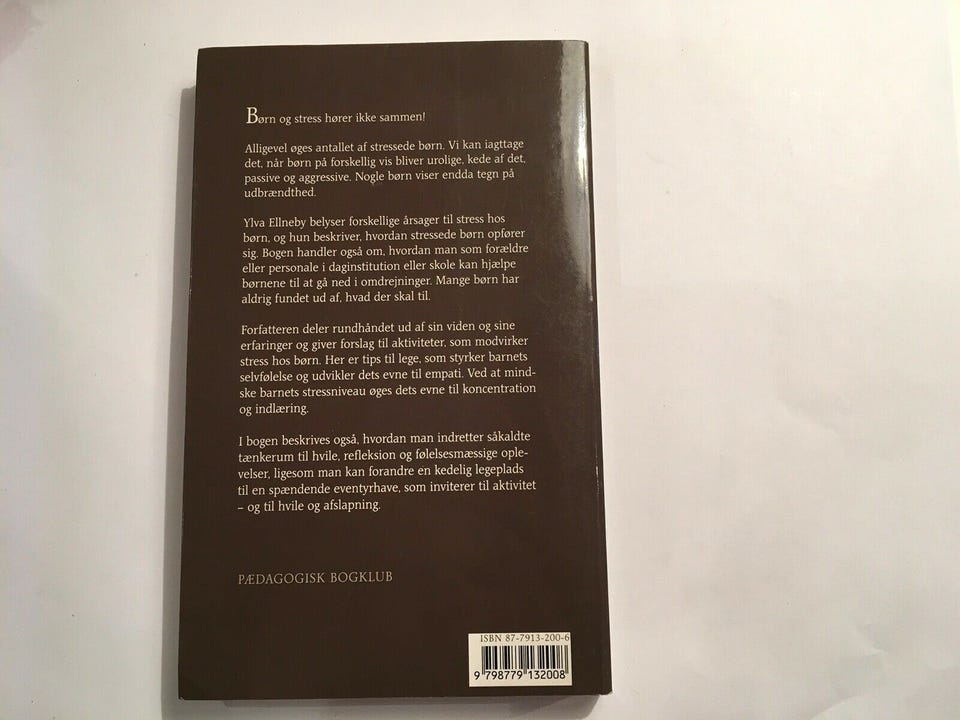 Børn og stress hører ikke sammen!
Alligevel øges antallet af stressede børn. Vi kan iagttage
det, når børn på forskellig vis bliver urolige, kede af det,
passive og aggressive. Nogle børn viser endda tegn på
udbrændthed.
Ylva Ellneby belyser forskellige årsager til stress hos
børn, og hun beskriver, hvordan stressede børn opfører
sig. Bogen handler også om, hvordan man som forældre
eller personale i daginstitution eller skole kan hjælpe
børnene til at gå ned i omdrejninger. Mange børn har
aldrig fundet ud af, hvad der skal til.
Forfatteren deler rundhåndet ud af sin viden og sine
erfaringer og giver forslag til aktiviteter, som modvirker
stress hos børn. Her er tips til lege, som styrker barnets
selvfølelse og udvikler dets evne til empati. Ved at mind-
ske barnets stressniveau øges dets evne til koncentration
og indlæring.
I bogen beskrives også, hvordan man indretter såkaldte
tænkerum til hvile, refleksion og følelsesmæssige ople-
velser, ligesom man kan forandre en kedelig legeplads
til en spændende eventyrhave, som inviterer til aktivitet
– og til hvile og afslapning.
PÆDAGOGISK BOGKLUB
ISBN 87-7913-200-6
9 798779 132008